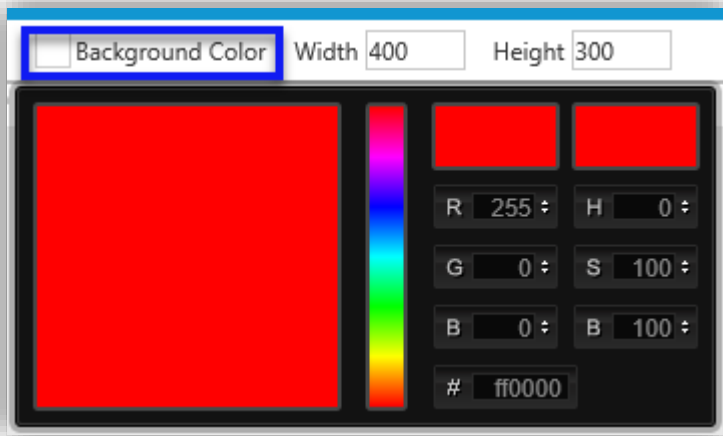 Background Color Width 400 Height 300
R 255 H 0
G 0 S 100
B 0 B 100
# ff0000